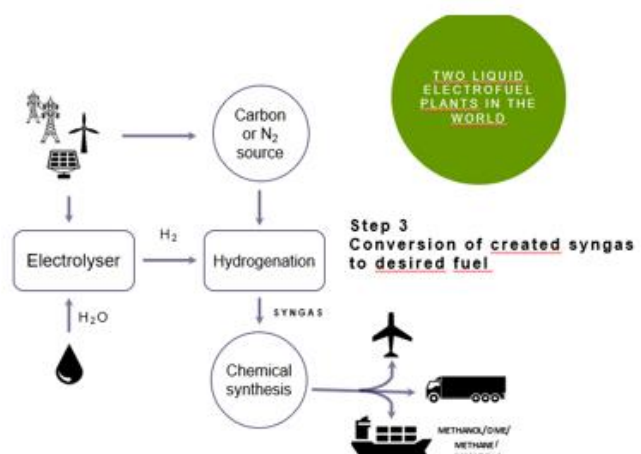 TWO LIQUID
ELECTROFUEL
PLANTS IN THE
WORLD
Carbon
or N₂
source
Step 3
Conversion of created syngas
to desired fuel
H₂
Electrolyser
Hydrogenation
H₂O
SYNGAS
Chemical
synthesis
METHANOL/DME/
METHANE/